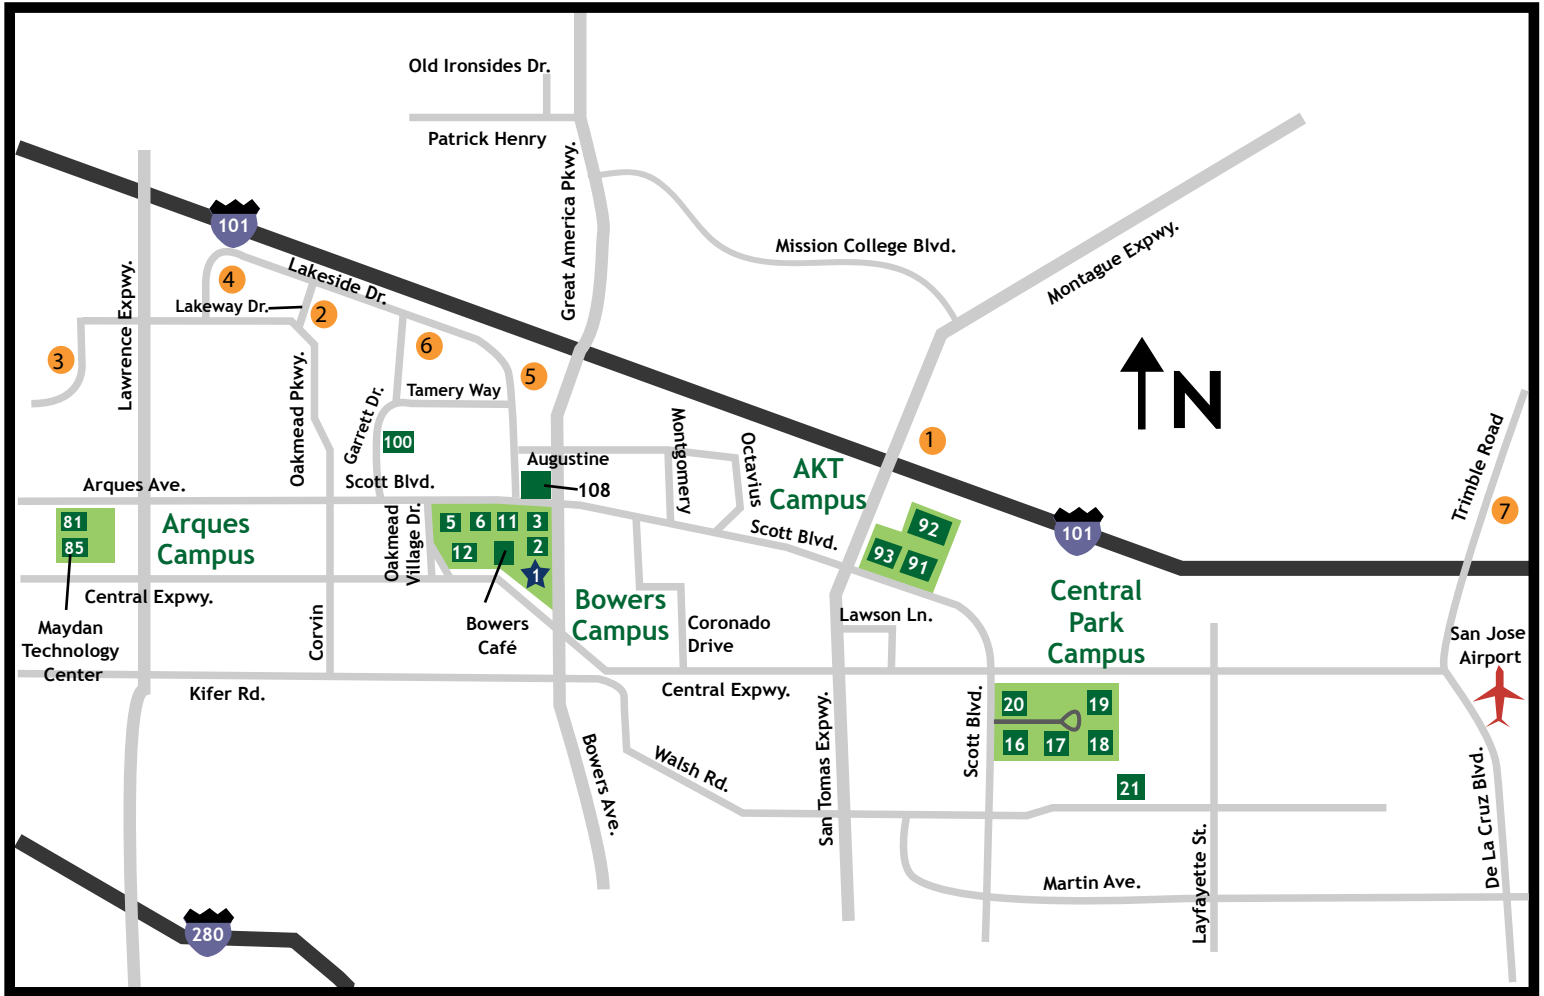 Old Ironsides Dr.
Patrick Henry
Great America Pkwy.
Mission College Blvd.
Montague Expwy.
101
4
Lakeside Dr.
Lakeway Dr.
2
3
6
5
Lawrence Expwy.
Oakmead Pkwy.
Garrett Dr.
Tamery Way
100
Montgomery
Octavius
1
N
Trimble Road
7
Augustine
108
AKT
Campus
Arques Ave.
Scott Blvd.
Scott Blvd.
81
85
Arques
Campus
Oakmead
Village Dr.
5
6
11
3
12
2
1
92
93
91
101
Central Expwy.
Maydan
Technology
Center
Corvin
Bowers
Café
Bowers
Campus
Coronado
Drive
Lawson Ln.
Central
Park
Campus
San Jose
Airport
Kifer Rd.
Central Expwy.
San Tomas Expwy.
Scott Blvd.
20
19
16
17
18
21
Bowers Ave.
Walsh Rd.
De La Cruz Blvd.
Martin Ave.
Layfayette St.
280